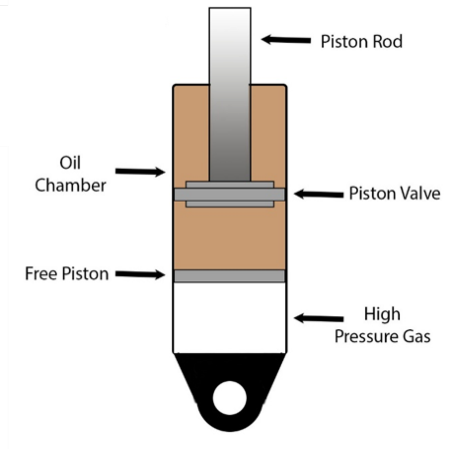 Piston Rod
Oil
Chamber
Piston Valve
Free Piston
High
Pressure Gas